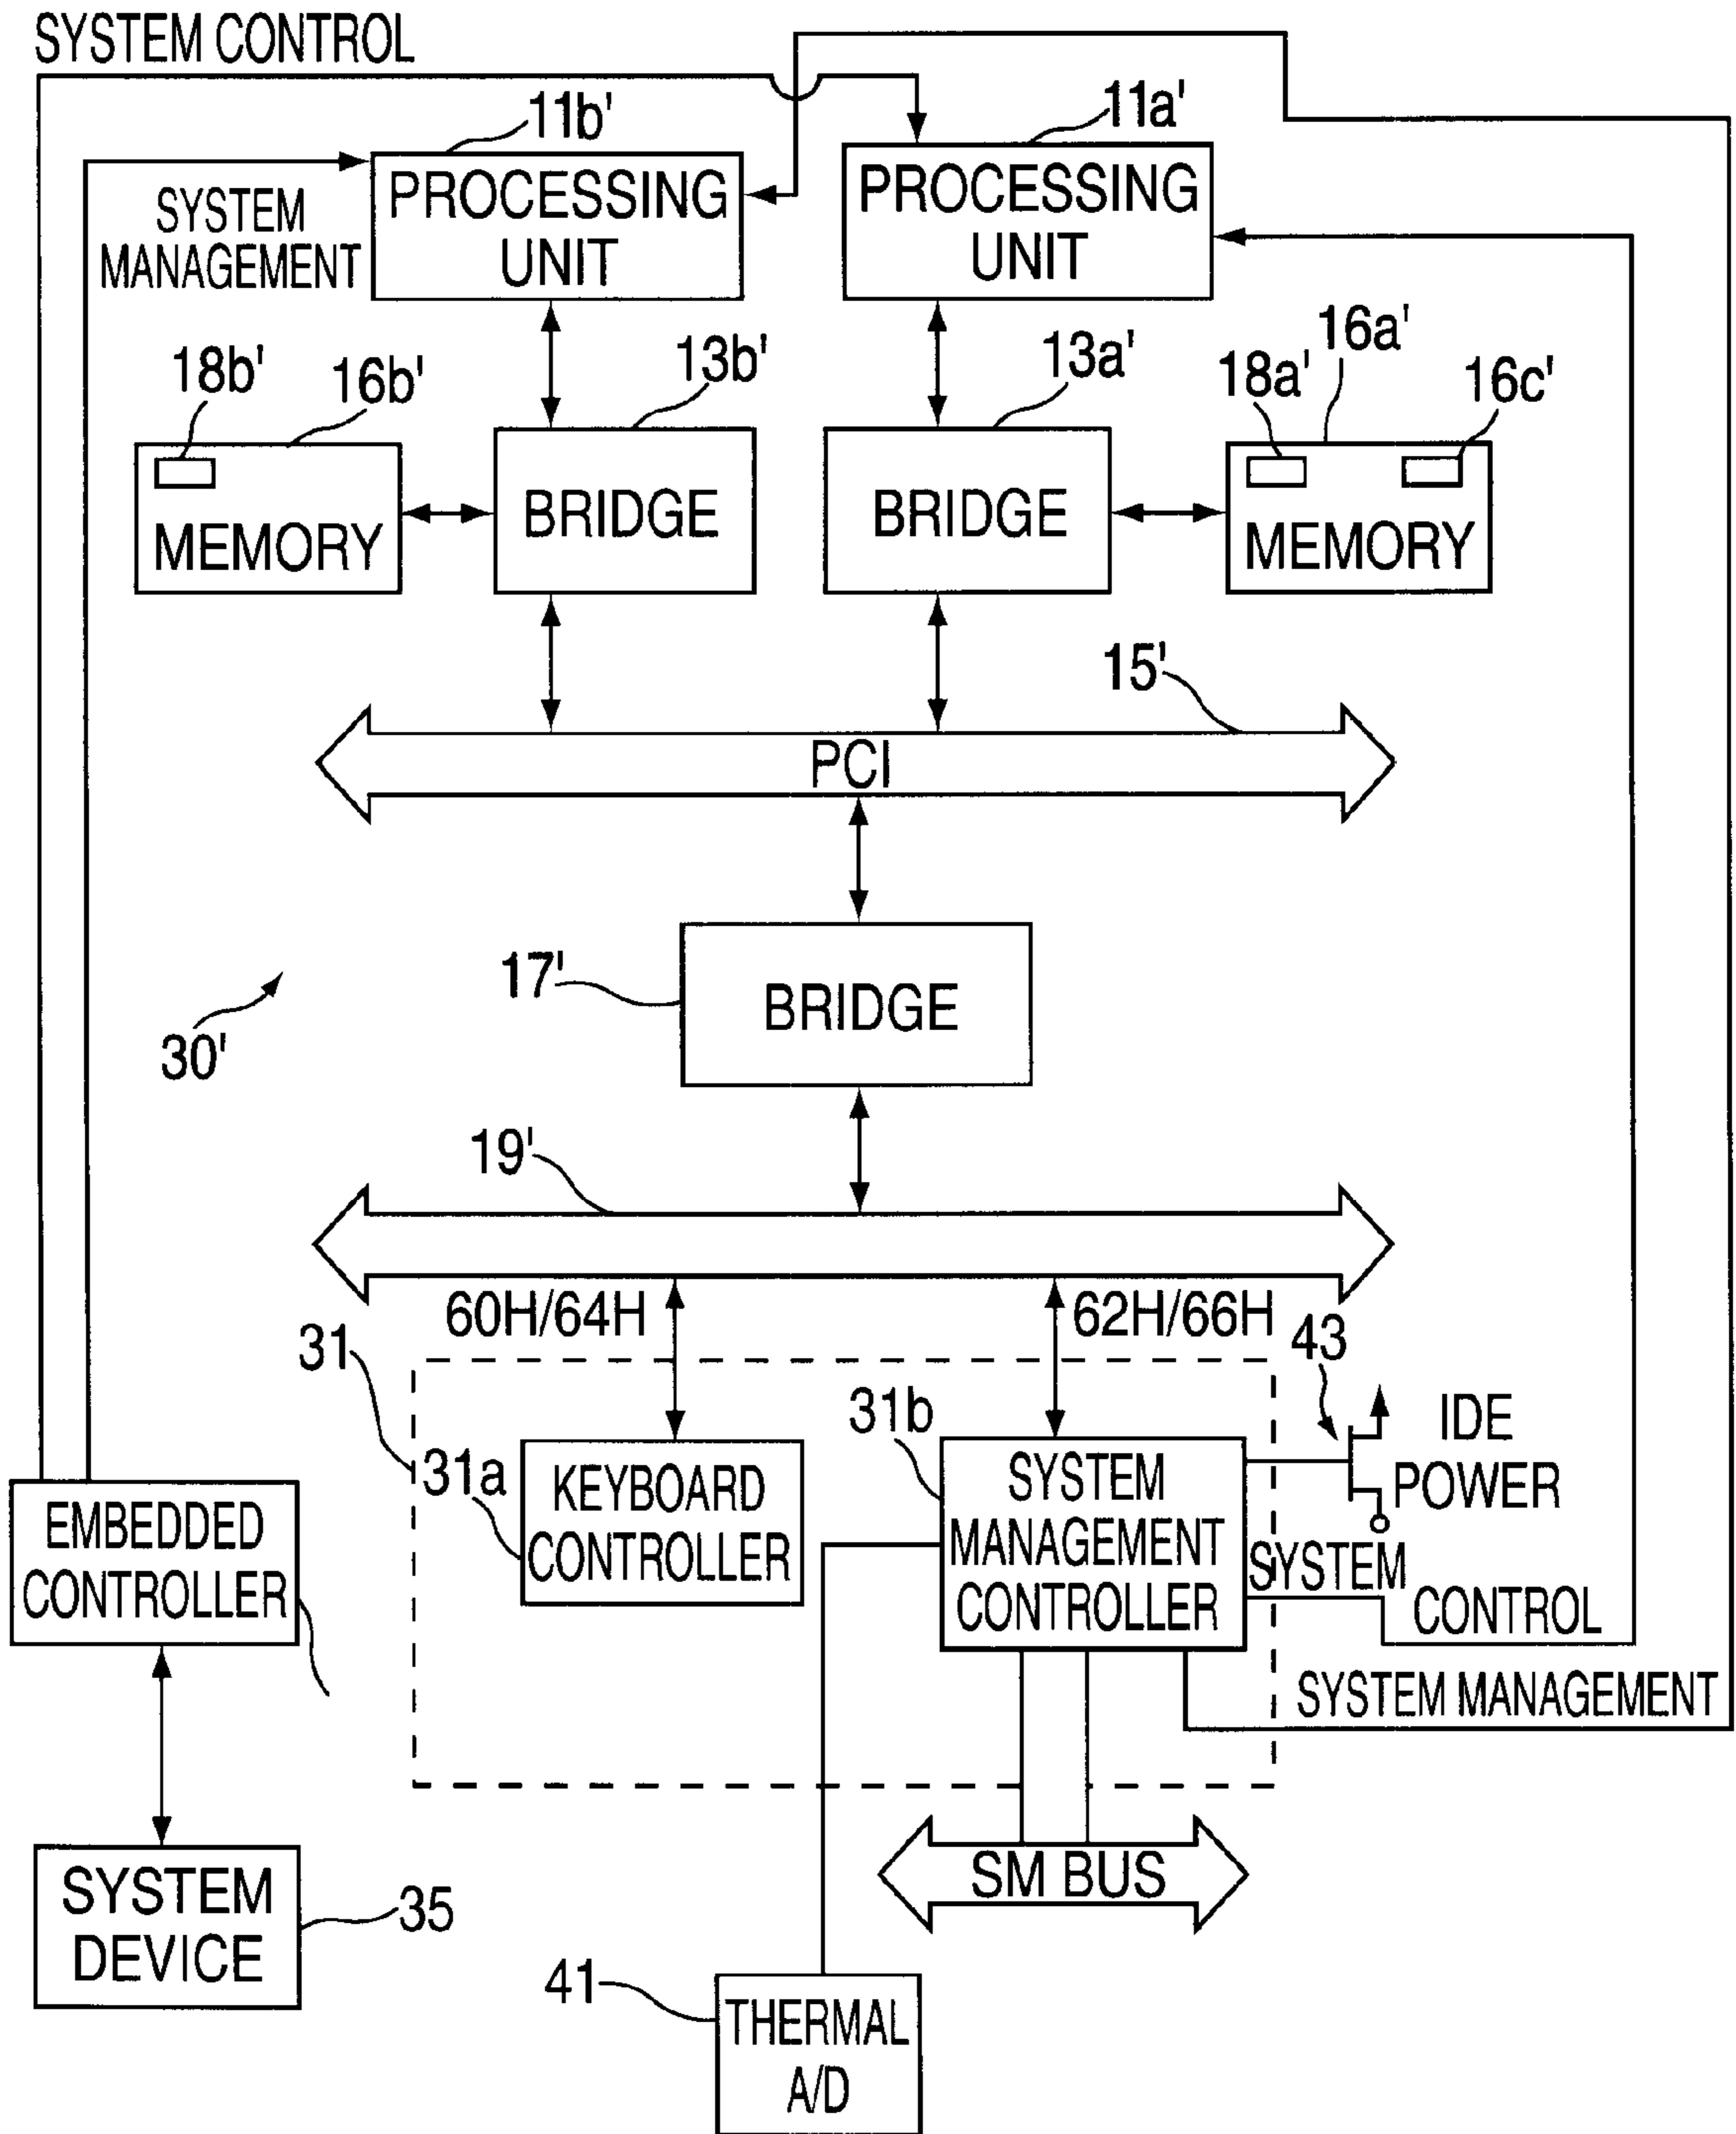 SYSTEM CONTROL
11b'
11a'
PROCESSING
UNIT
PROCESSING
UNIT
SYSTEM
MANAGEMENT
18b'
16b'
13b'
13a'
18a'
16a'
16c'
MEMORY
BRIDGE
BRIDGE
MEMORY
15'
PCI
17'
BRIDGE
30'
19'
60H/64H
62H/66H
31
43
31a
31b
KEYBOARD
CONTROLLER
SYSTEM
MANAGEMENT
CONTROLLER
IDE
POWER
SYSTEM
CONTROL
EMBEDDED
CONTROLLER
SYSTEM MANAGEMENT
SM BUS
SYSTEM
DEVICE
35
41
THERMAL
A/D